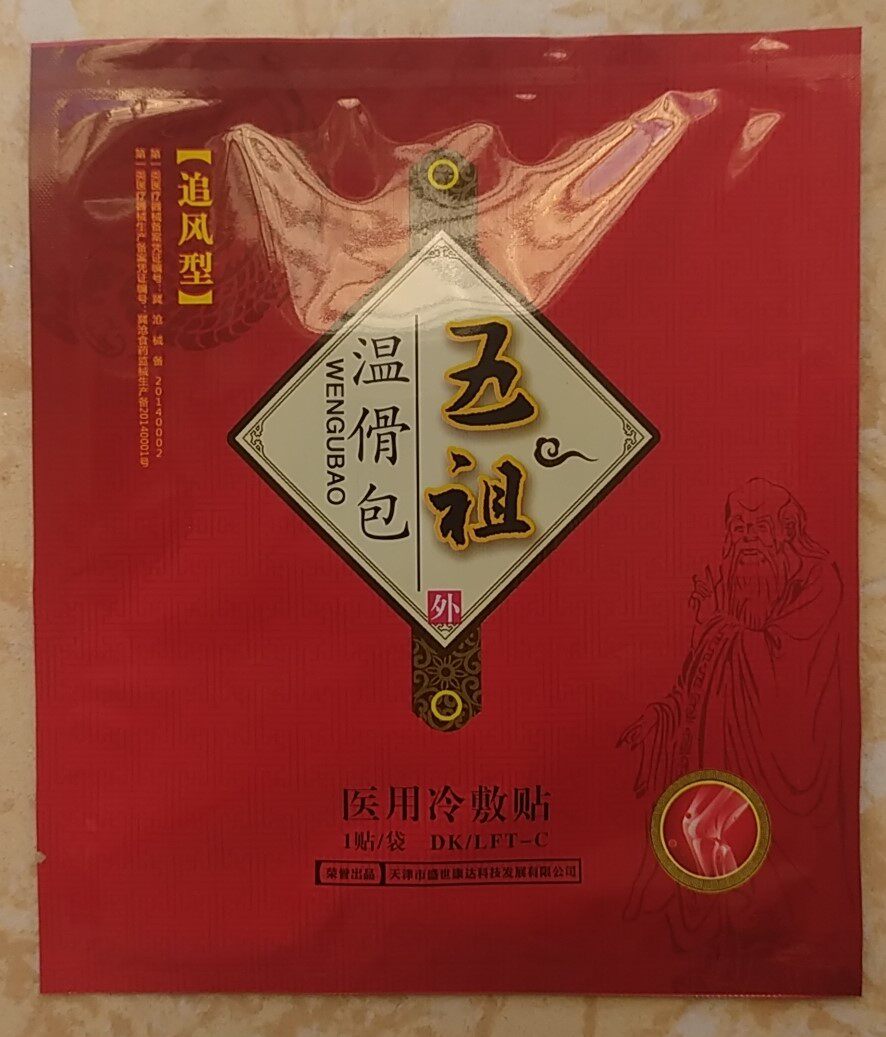 【追风型】
第一类医疗器械备案凭证编号：冀沧械备20140002
第一类医疗器械生产备案凭证编号：冀沧食药监械生产备20140001号
五祖
温傦包
WENGUBAO
外
医用冷敷贴
1贴/袋 DK/LFT-C
荣誉出品 天津市盛世康达科技发展有限公司